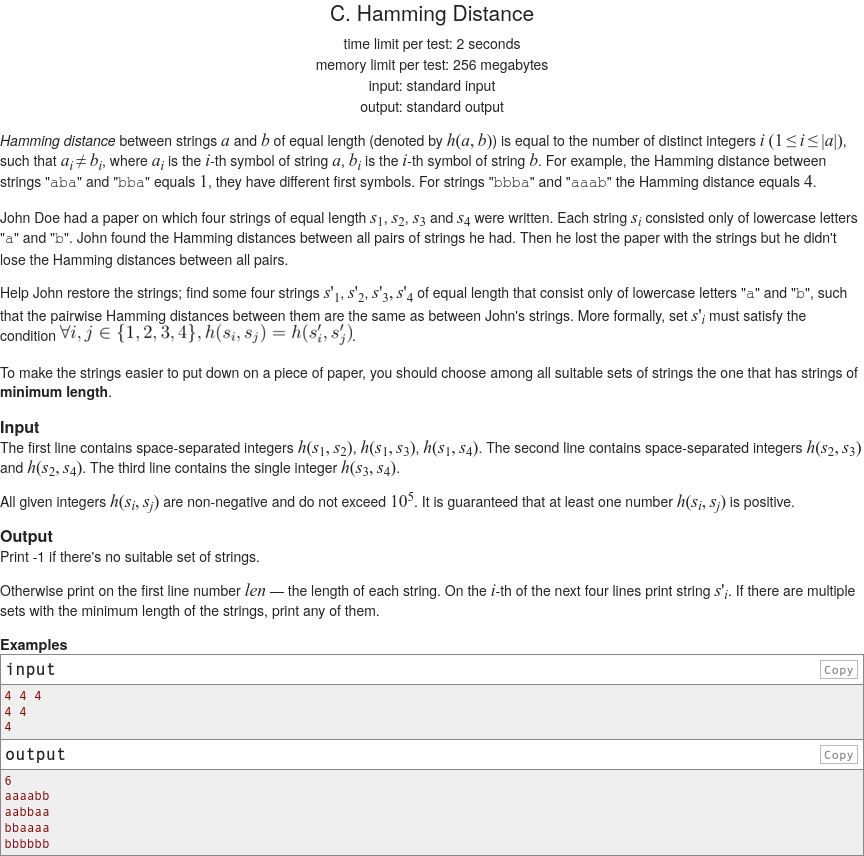 C. Hamming Distance
time limit per test: 2 seconds
memory limit per test: 256 megabytes
input: standard input
output: standard output
Hamming distance between strings a and b of equal length (denoted by h(a, b)) is equal to the number of distinct integers i (1 ≤ i ≤ |a|),
such that a_i ≠ b_i, where a_i is the i-th symbol of string a, b_i is the i-th symbol of string b. For example, the Hamming distance between
strings "aba" and "bba" equals 1, they have different first symbols. For strings "bbba" and "aaab" the Hamming distance equals 4.
John Doe had a paper on which four strings of equal length s_1, s_2, s_3 and s_4 were written. Each string s_i consisted only of lowercase letters
"a" and "b". John found the Hamming distances between all pairs of strings he had. Then he lost the paper with the strings but he didn't
lose the Hamming distances between all pairs.
Help John restore the strings; find some four strings s'_1, s'_2, s'_3, s'_4 of equal length that consist only of lowercase letters "a" and "b", such
that the pairwise Hamming distances between them are the same as between John's strings. More formally, set s'_i must satisfy the
condition ∀i, j ∈ {1, 2, 3, 4}, h(s_i, s_j) = h(s'_i, s'_j).
To make the strings easier to put down on a piece of paper, you should choose among all suitable sets of strings the one that has strings of
minimum length.
Input
The first line contains space-separated integers h(s_1, s_2), h(s_1, s_3), h(s_1, s_4). The second line contains space-separated integers h(s_2, s_3)
and h(s_2, s_4). The third line contains the single integer h(s_3, s_4).
All given integers h(s_i, s_j) are non-negative and do not exceed 10^5. It is guaranteed that at least one number h(s_i, s_j) is positive.
Output
Print -1 if there's no suitable set of strings.
Otherwise print on the first line number len — the length of each string. On the i-th of the next four lines print string s'_i. If there are multiple
sets with the minimum length of the strings, print any of them.
Examples
input Copy
4 4 4
4 4
4
output Copy
6
aaaabb
aabbaa
bbaaaa
bbbbbb